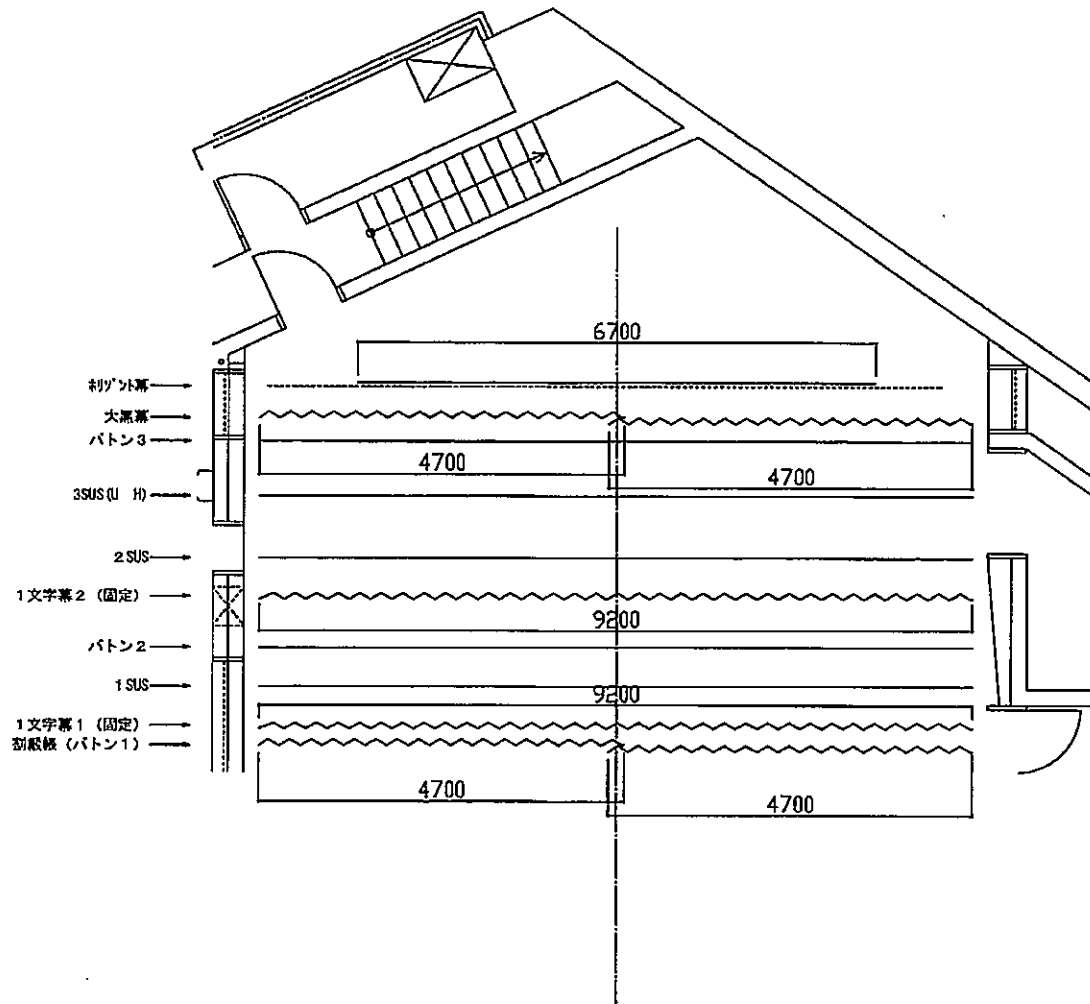 6700
ホリゾント幕
大黒幕
バトン3
4700
4700
3SUS(U H)
2SUS
1文字幕2（固定）
9200
バトン2
1SUS
9200
1文字幕1（固定）
割緞帳（バトン1）
4700
4700